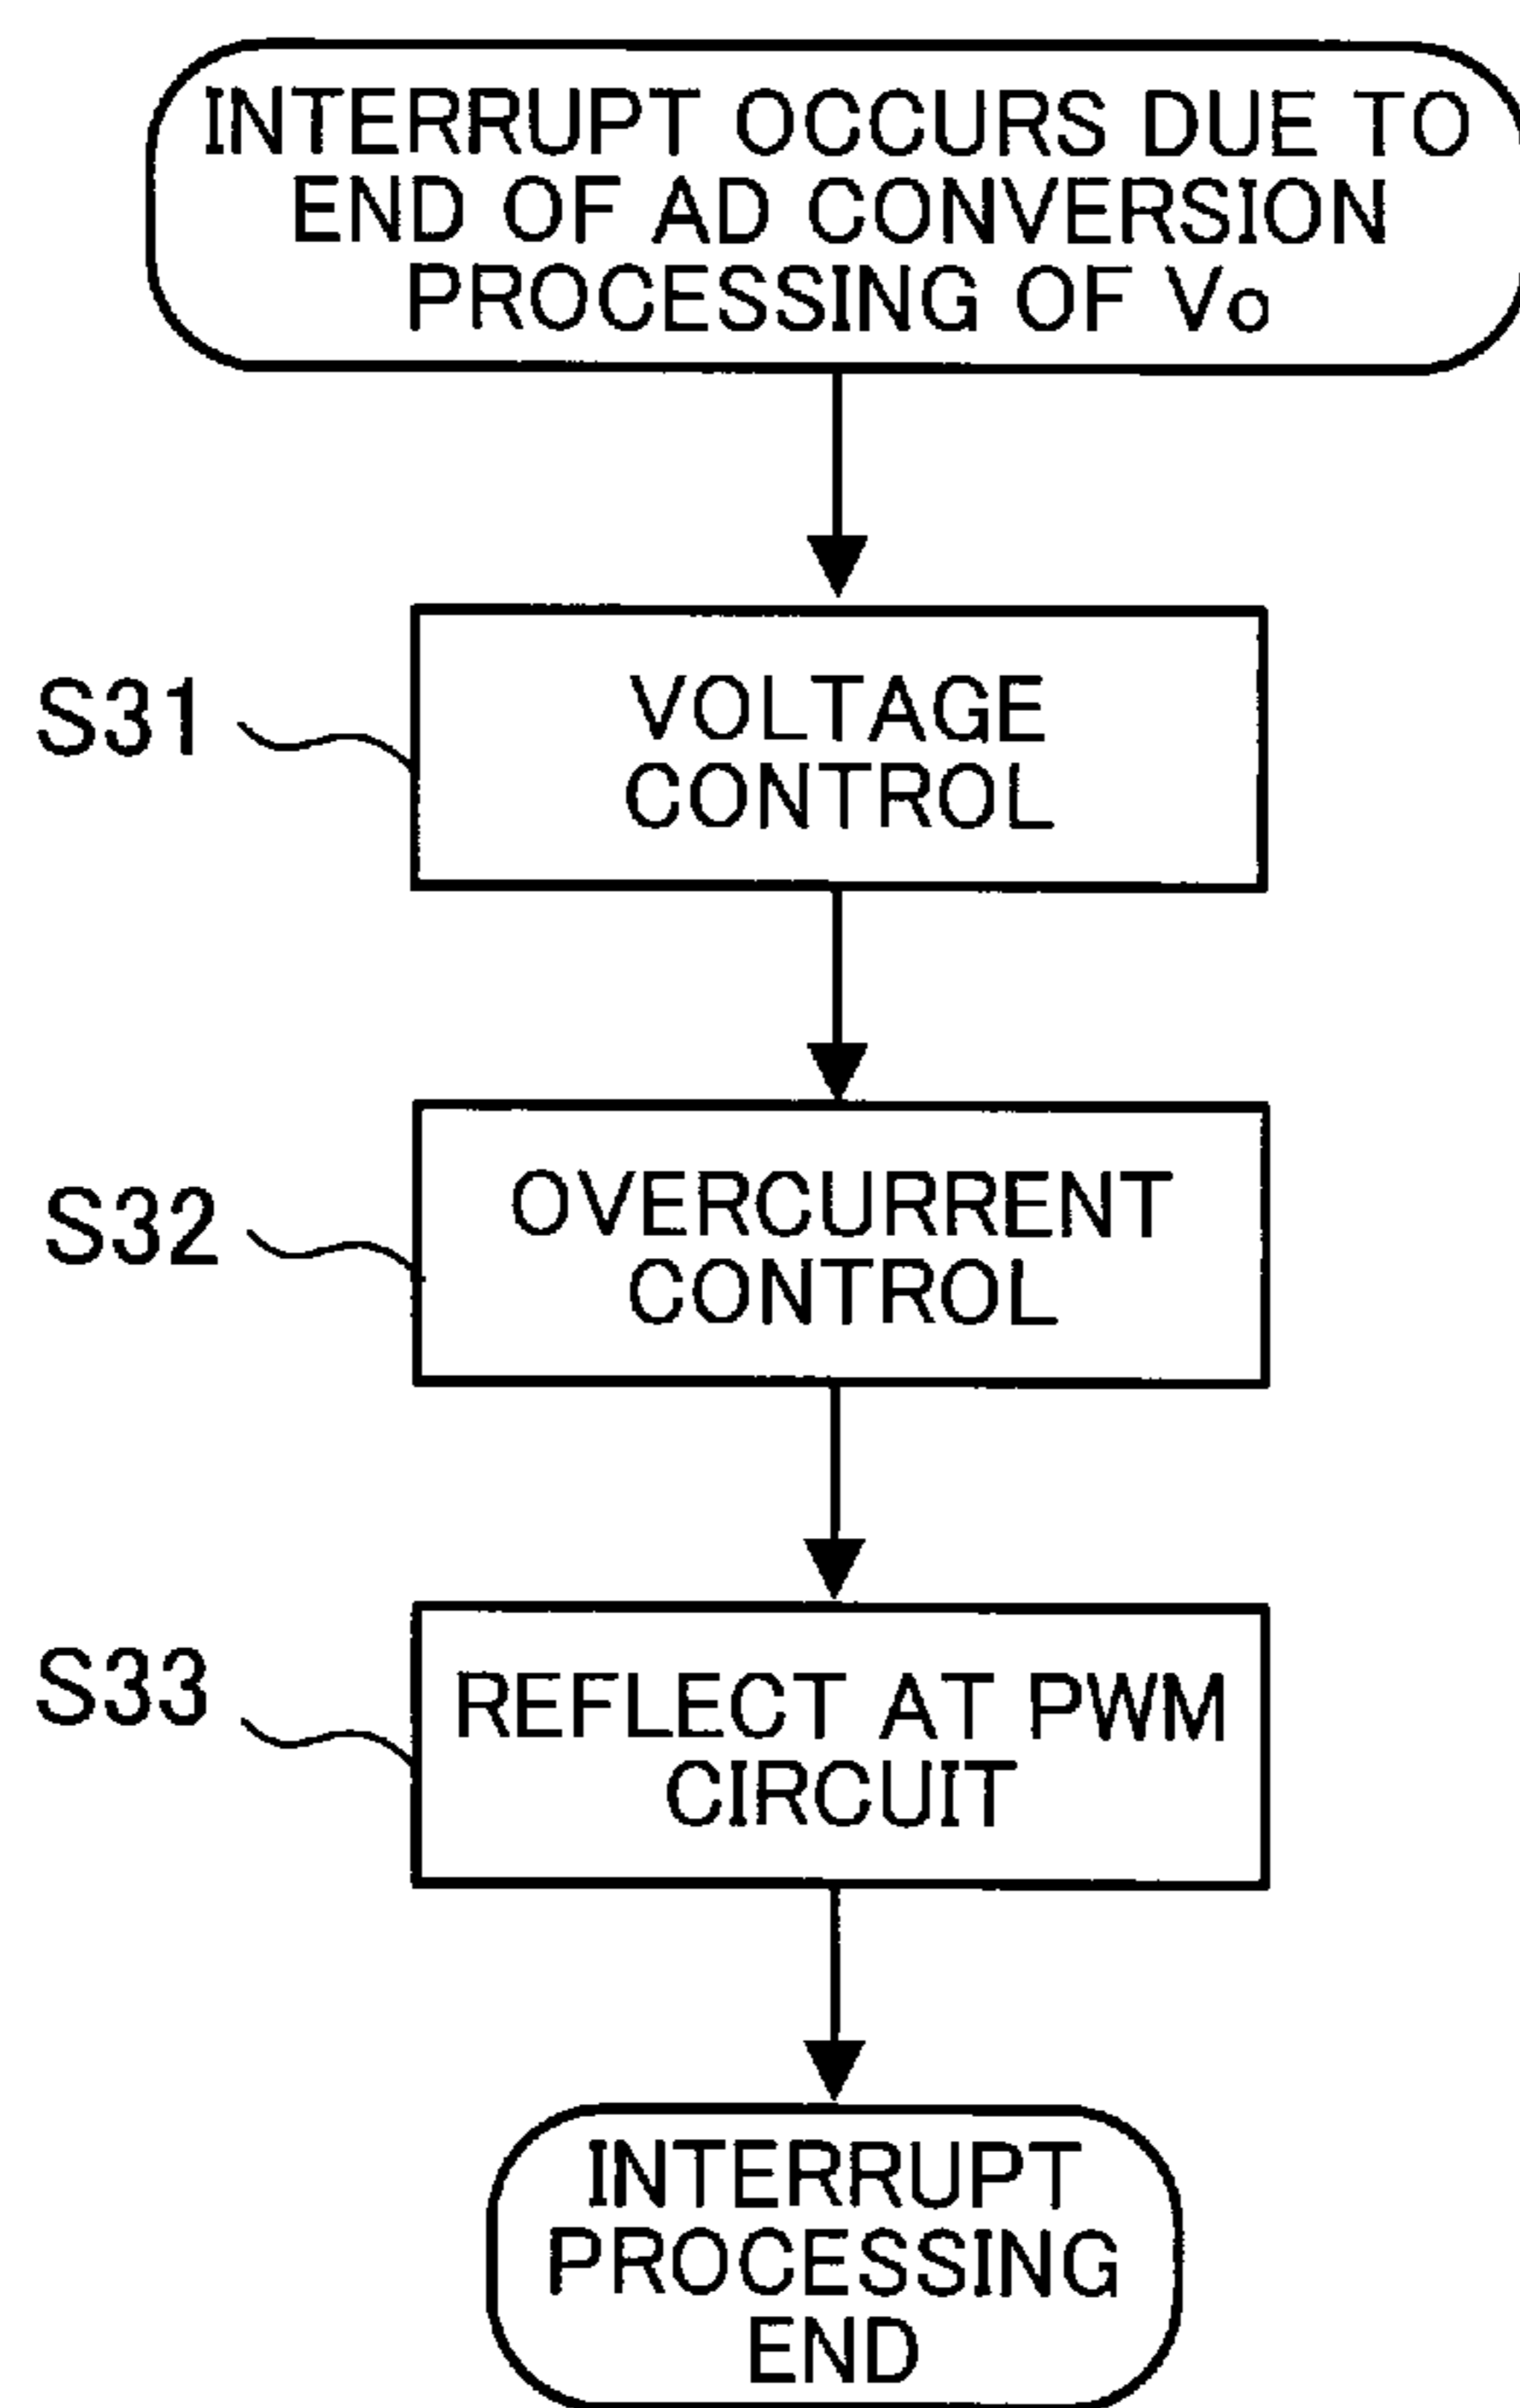 INTERRUPT OCCURS DUE TO
END OF AD CONVERSION
PROCESSING OF Vo
S31
VOLTAGE
CONTROL
S32
OVERCURRENT
CONTROL
S33
REFLECT AT PWM
CIRCUIT
INTERRUPT
PROCESSING
END